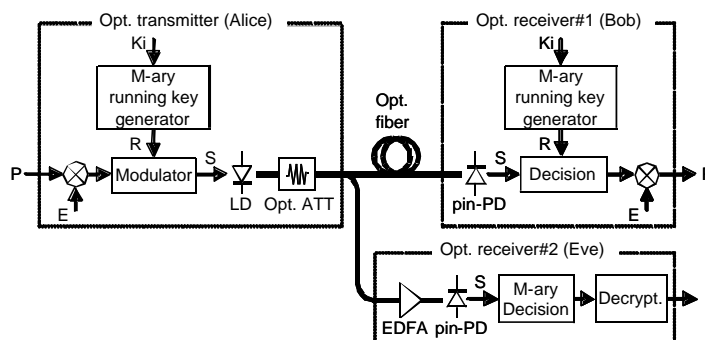 Opt. transmitter (Alice)
Ki
M-ary
running key
generator
R
P
Modulator
S
E
LD
Opt. ATT
Opt.
fiber
Opt. receiver#1 (Bob)
Ki
M-ary
running key
generator
R
S
Decision
pin-PD
E
Opt. receiver#2 (Eve)
S
M-ary
Decision
Decrypt.
EDFA
pin-PD